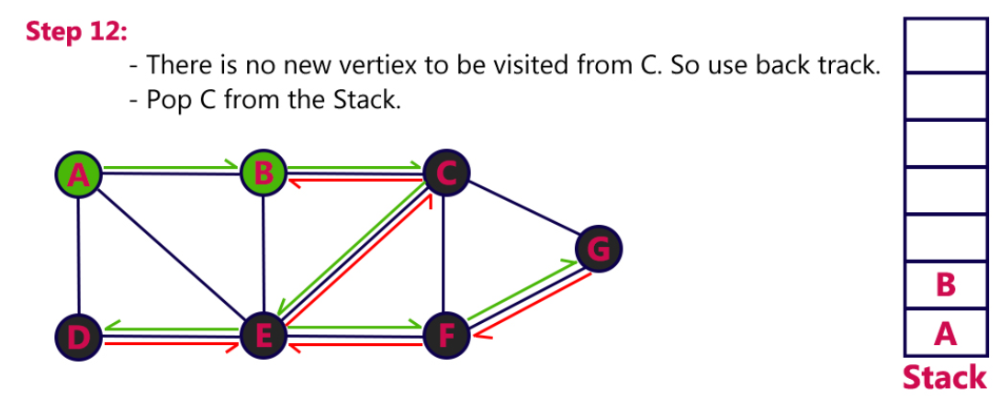 Step 12:
- There is no new vertiex to be visited from C. So use back track.
- Pop C from the Stack.
A
B
C
G
D
E
F
B
A
Stack